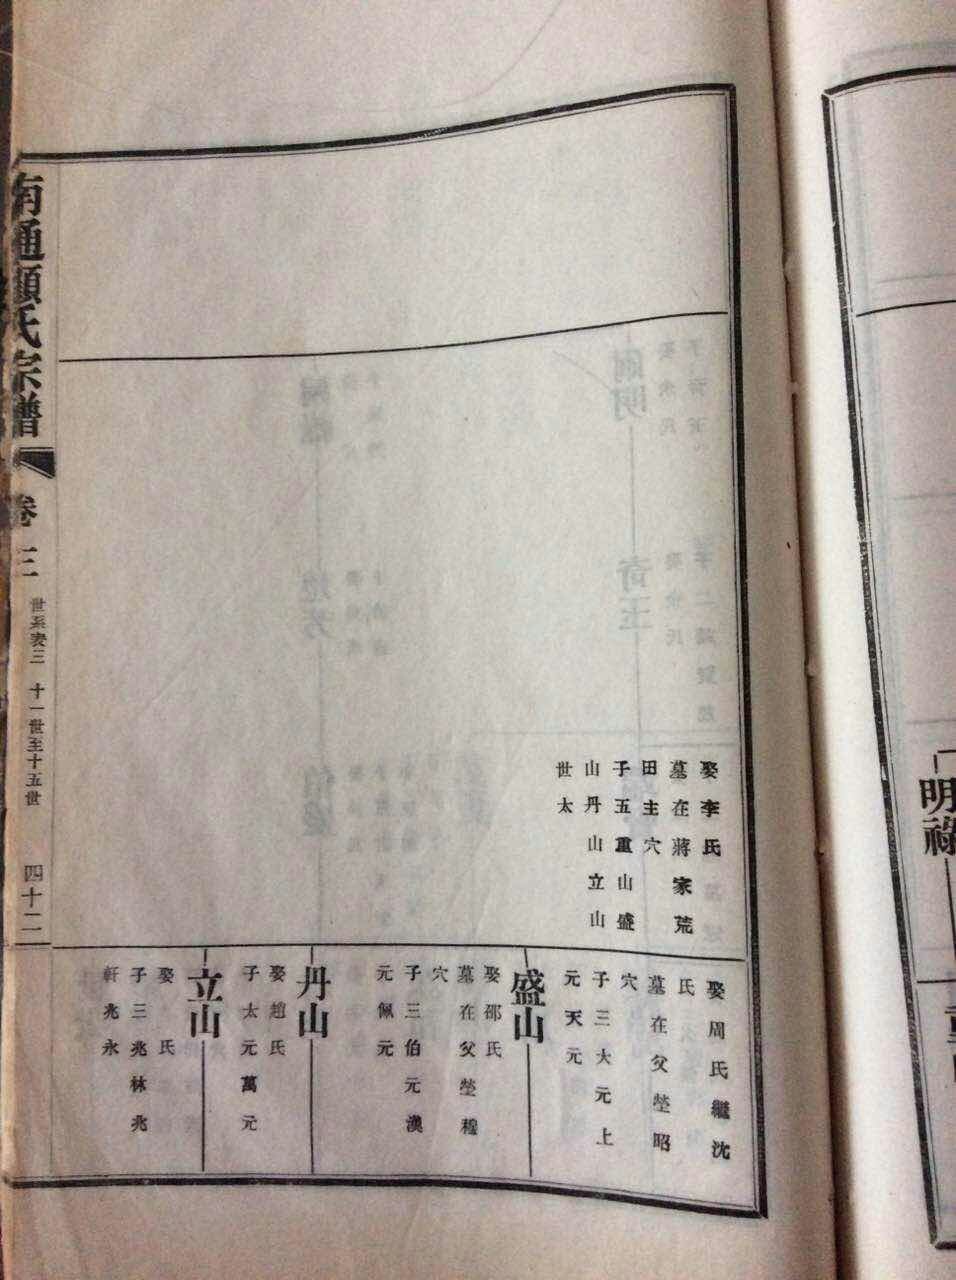 明祿
娶李氏
墓在蔣家荒
田主穴
子五重山盛
山丹山立山
世太
娶周氏繼沈
氏
墓在父塋昭
穴
子三大元上
元天元
盛山
娶邵氏
墓在父塋穆
穴
子三伯元漢
元佩元
丹山
娶趙氏
子太元萬元
立山
娶 氏
子三兆林兆
軒兆永
南通顧氏宗譜 卷三 世系表三 十一世至十五世 四十二